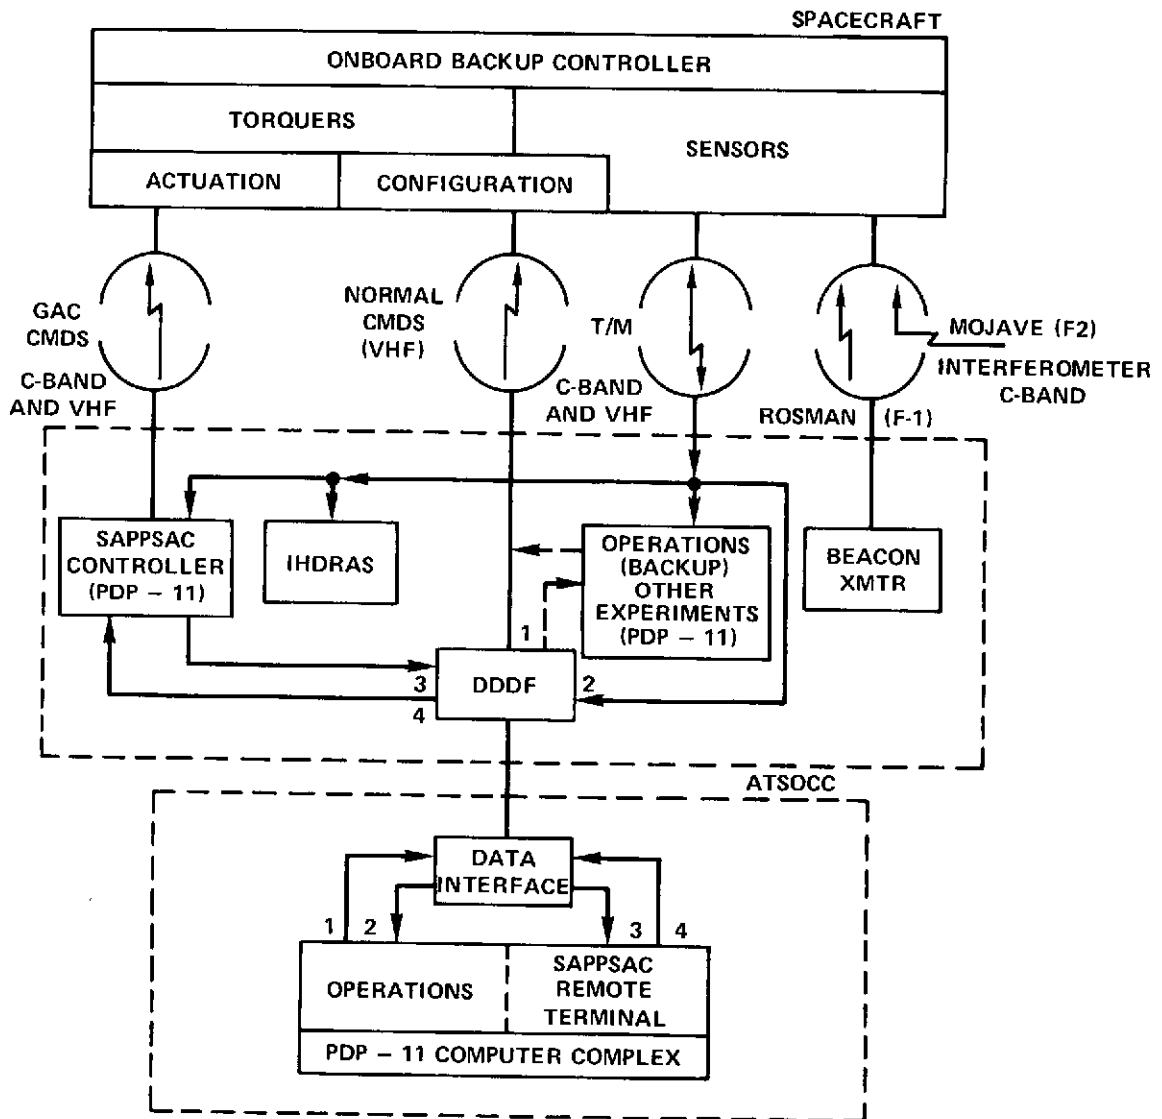 SPACECRAFT
ONBOARD BACKUP CONTROLLER
TORQUERS
SENSORS
ACTUATION
CONFIGURATION
GAC
CMDS
C-BAND
AND VHF
NORMAL
CMDS
(VHF)
T/M
C-BAND
AND VHF
MOJAVE (F2)
INTERFEROMETER
C-BAND
ROSMAN (F-1)
SAPPSAC
CONTROLLER
(PDP – 11)
IHDRAS
OPERATIONS
(BACKUP)
OTHER
EXPERIMENTS
(PDP – 11)
BEACON
XMTR
1
3
4
DDDF
2
ATSOCC
DATA
INTERFACE
1 2
3 4
OPERATIONS
SAPPSAC
REMOTE
TERMINAL
PDP – 11 COMPUTER COMPLEX